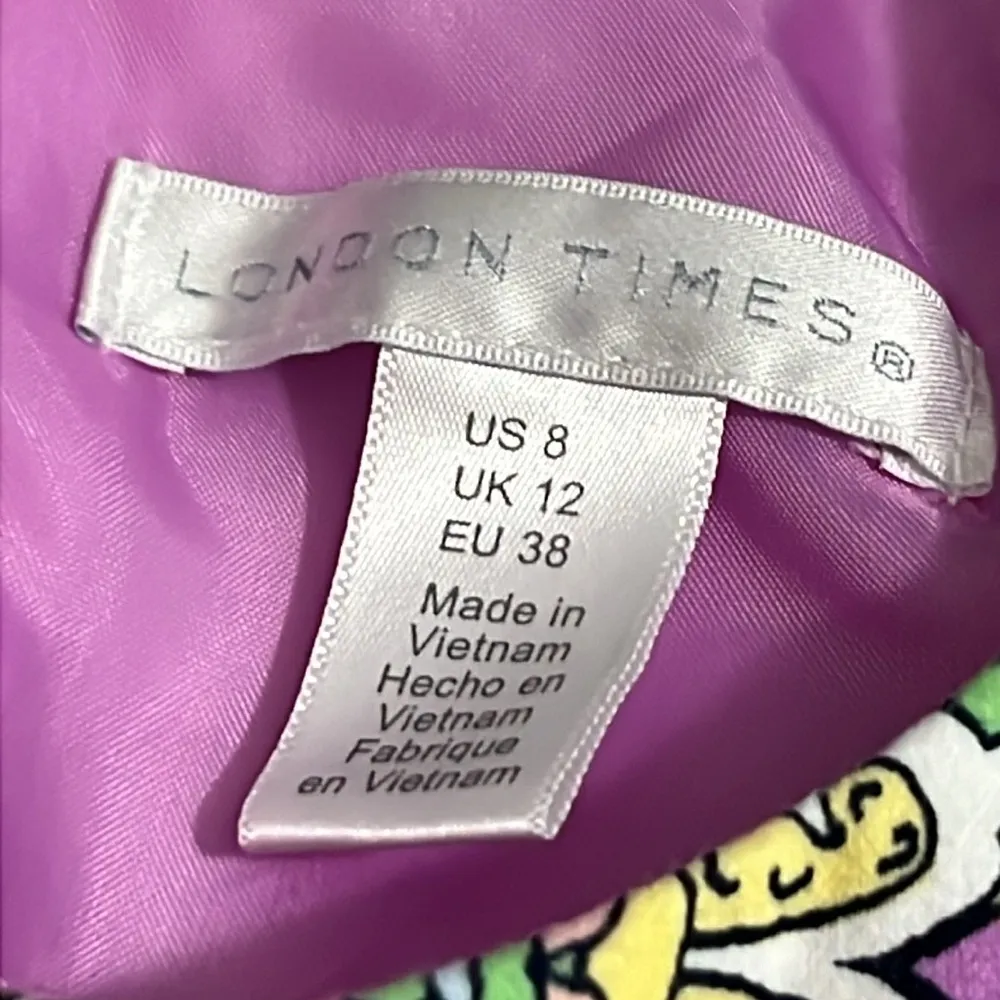 LONDON TIMES®
US 8
UK 12
EU 38
Made in
Vietnam
Hecho en
Vietnam
Fabrique
en Vietnam